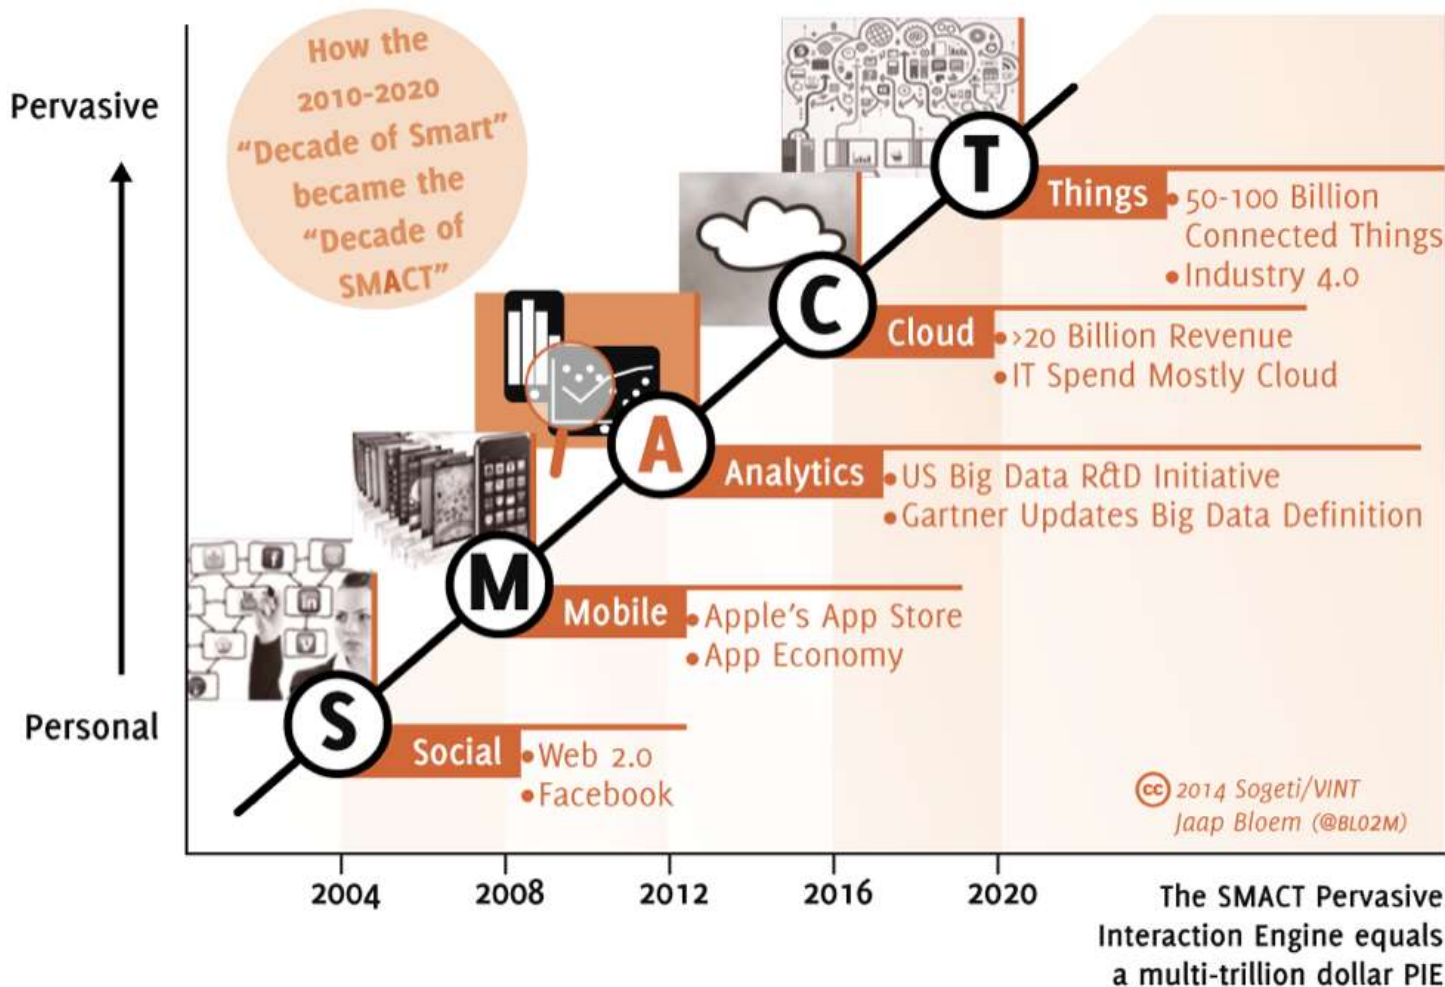 How the
2010-2020
“Decade of Smart”
became the
“Decade of
SMACT”
Pervasive
Personal
T
Things
• 50-100 Billion
Connected Things
• Industry 4.0
C
Cloud
• >20 Billion Revenue
• IT Spend Mostly Cloud
A
Analytics
• US Big Data R&D Initiative
• Gartner Updates Big Data Definition
M
Mobile
• Apple's App Store
• App Economy
S
Social
• Web 2.0
• Facebook
cc 2014 Sogeti/VINT
Jaap Bloem (@BL02M)
2004 2008 2012 2016 2020
The SMACT Pervasive
Interaction Engine equals
a multi-trillion dollar PIE